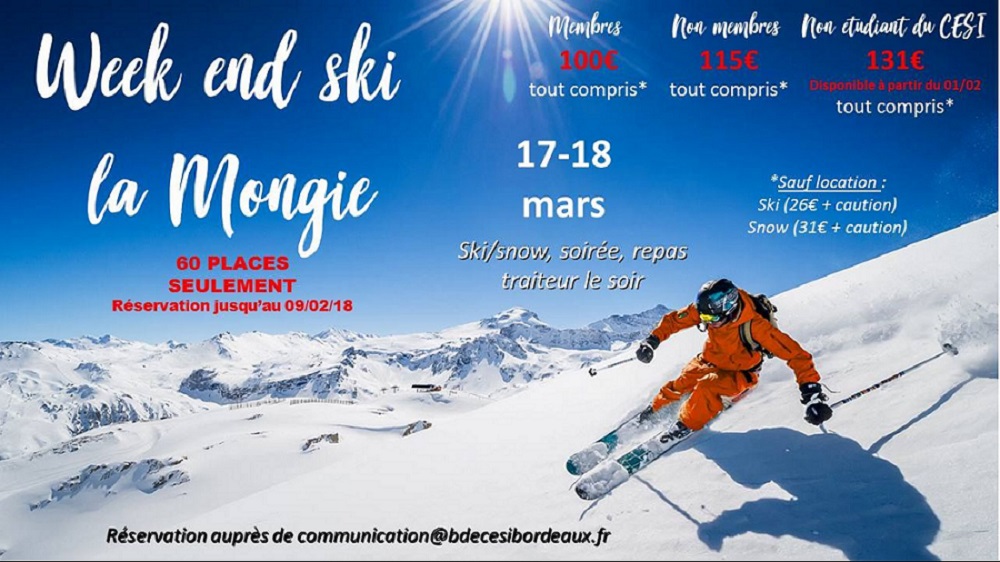 Week end ski
la Mongie
60 PLACES
SEULEMENT
Réservation jusqu'au 09/02/18
Membres
100€
tout compris*
Non membres
115€
tout compris*
Non etudiant du CESI
131€
Disponible à partir du 01/02
tout compris*
17-18
mars
Ski/snow, soirée, repas
traiteur le soir
*Sauf location :
Ski (26€ + caution)
Snow (31€ + caution)
Réservation auprès de communication@bdecesibordeaux.fr